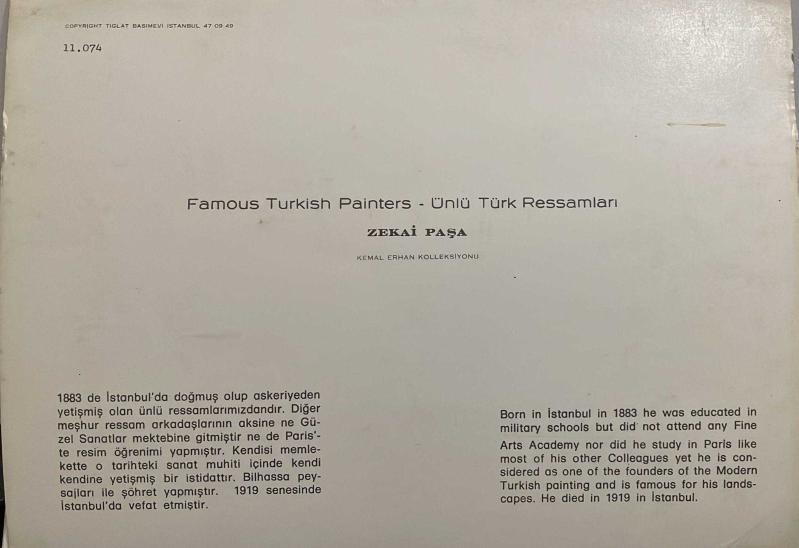 COPYRIGHT TIGLAT BASIMEVI ISTANBUL 47 09 49
11.074
Famous Turkish Painters - Ünlü Türk Ressamları
ZEKAİ PAŞA
KEMAL ERHAN KOLLEKSİYONU
1883 de İstanbul'da doğmuş olup askeriyeden
yetişmiş olan ünlü ressamlarımızdandır. Diğer
meşhur ressam arkadaşlarının aksine ne Gü-
zel Sanatlar mektebine gitmiştir ne de Paris'-
te resim öğrenimi yapmıştır. Kendisi memle-
kette o tarihteki sanat muhiti içinde kendi
kendine yetişmiş bir istidattır. Bilhassa pey-
sajları ile şöhret yapmıştır. 1919 senesinde
İstanbul'da vefat etmiştir.
Born in İstanbul in 1883 he was educated in
military schools but did not attend any Fine
Arts Academy nor did he study in Paris like
most of his other Colleagues yet he is con-
sidered as one of the founders of the Modern
Turkish painting and is famous for his lands-
capes. He died in 1919 in İstanbul.